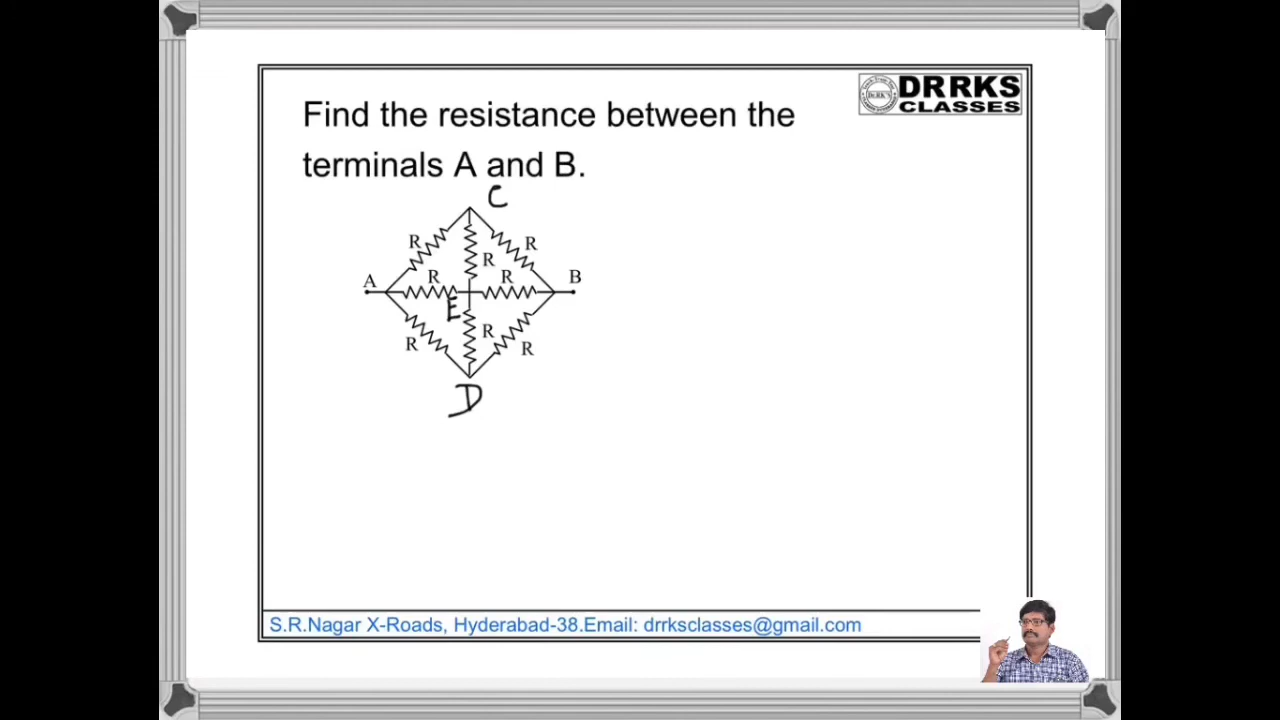 DRRKS
CLASSES
Find the resistance between the
terminals A and B.
C
R R
R
A R R B
E
R
R R
D
S.R.Nagar X-Roads, Hyderabad-38.Email: drrksclasses@gmail.com